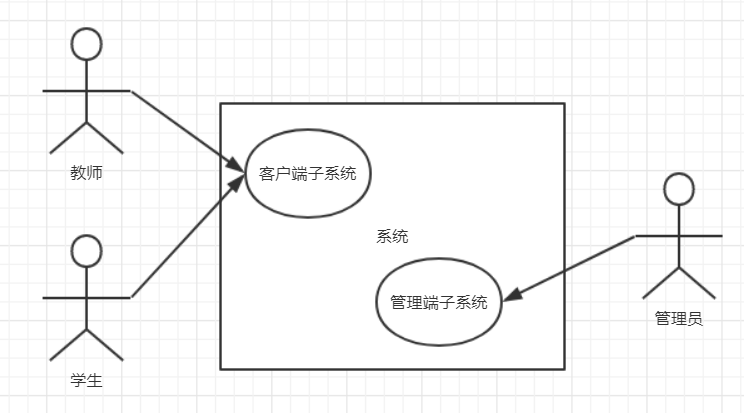 教师
客户端子系统
系统
管理端子系统
管理员
学生